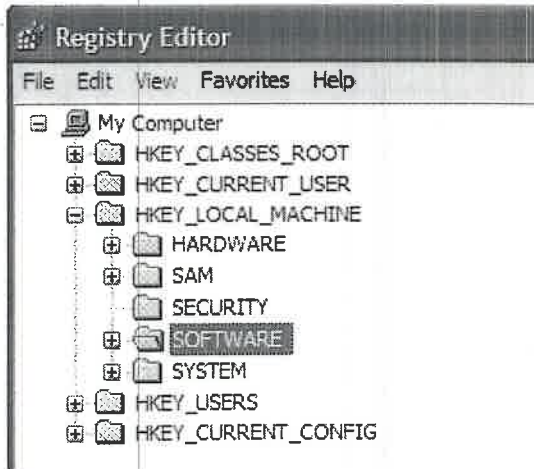 Registry Editor
File Edit View Favorites Help
My Computer
HKEY_CLASSES_ROOT
HKEY_CURRENT_USER
HKEY_LOCAL_MACHINE
HARDWARE
SAM
SECURITY
SOFTWARE
SYSTEM
HKEY_USERS
HKEY_CURRENT_CONFIG